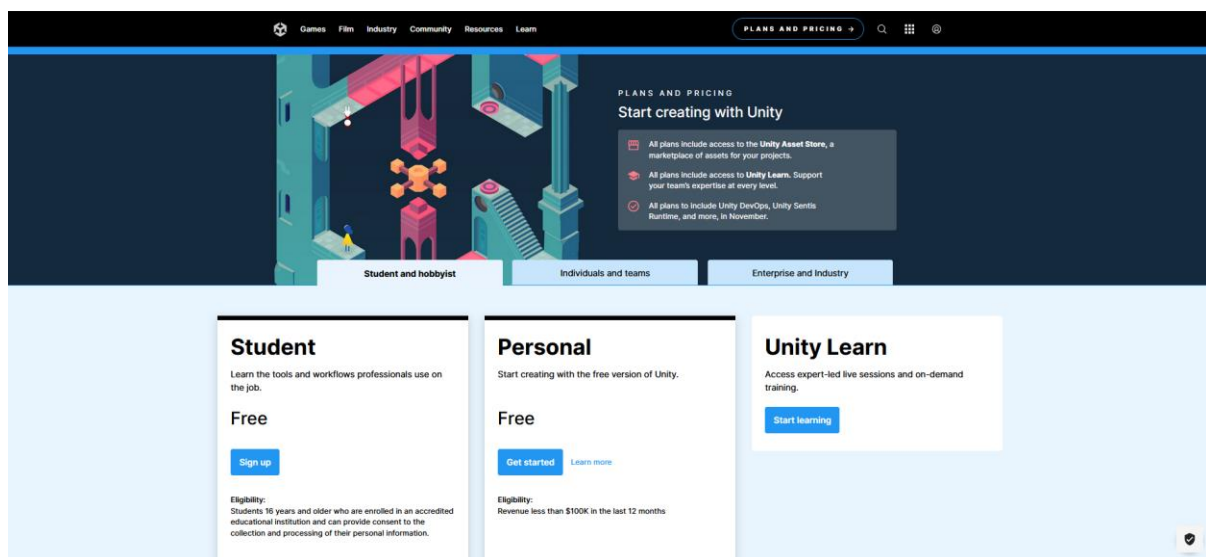 Games Film Industry Community Resources Learn
PLANS AND PRICING →
PLANS AND PRICING
Start creating with Unity
All plans include access to the Unity Asset Store, a
marketplace of assets for your projects.
All plans include access to Unity Learn. Support
your team's expertise at every level.
All plans to include Unity DevOps, Unity Sentis
Runtime, and more, in November.
Student and hobbyist
Individuals and teams
Enterprise and Industry
Student
Learn the tools and workflows professionals use on
the job.
Free
Sign up
Eligibility:
Students 16 years and older who are enrolled in an accredited
educational institution and can provide consent to the
collection and processing of their personal information.
Personal
Start creating with the free version of Unity.
Free
Get started Learn more
Eligibility:
Revenue less than $100K in the last 12 months
Unity Learn
Access expert-led live sessions and on-demand
training.
Start learning